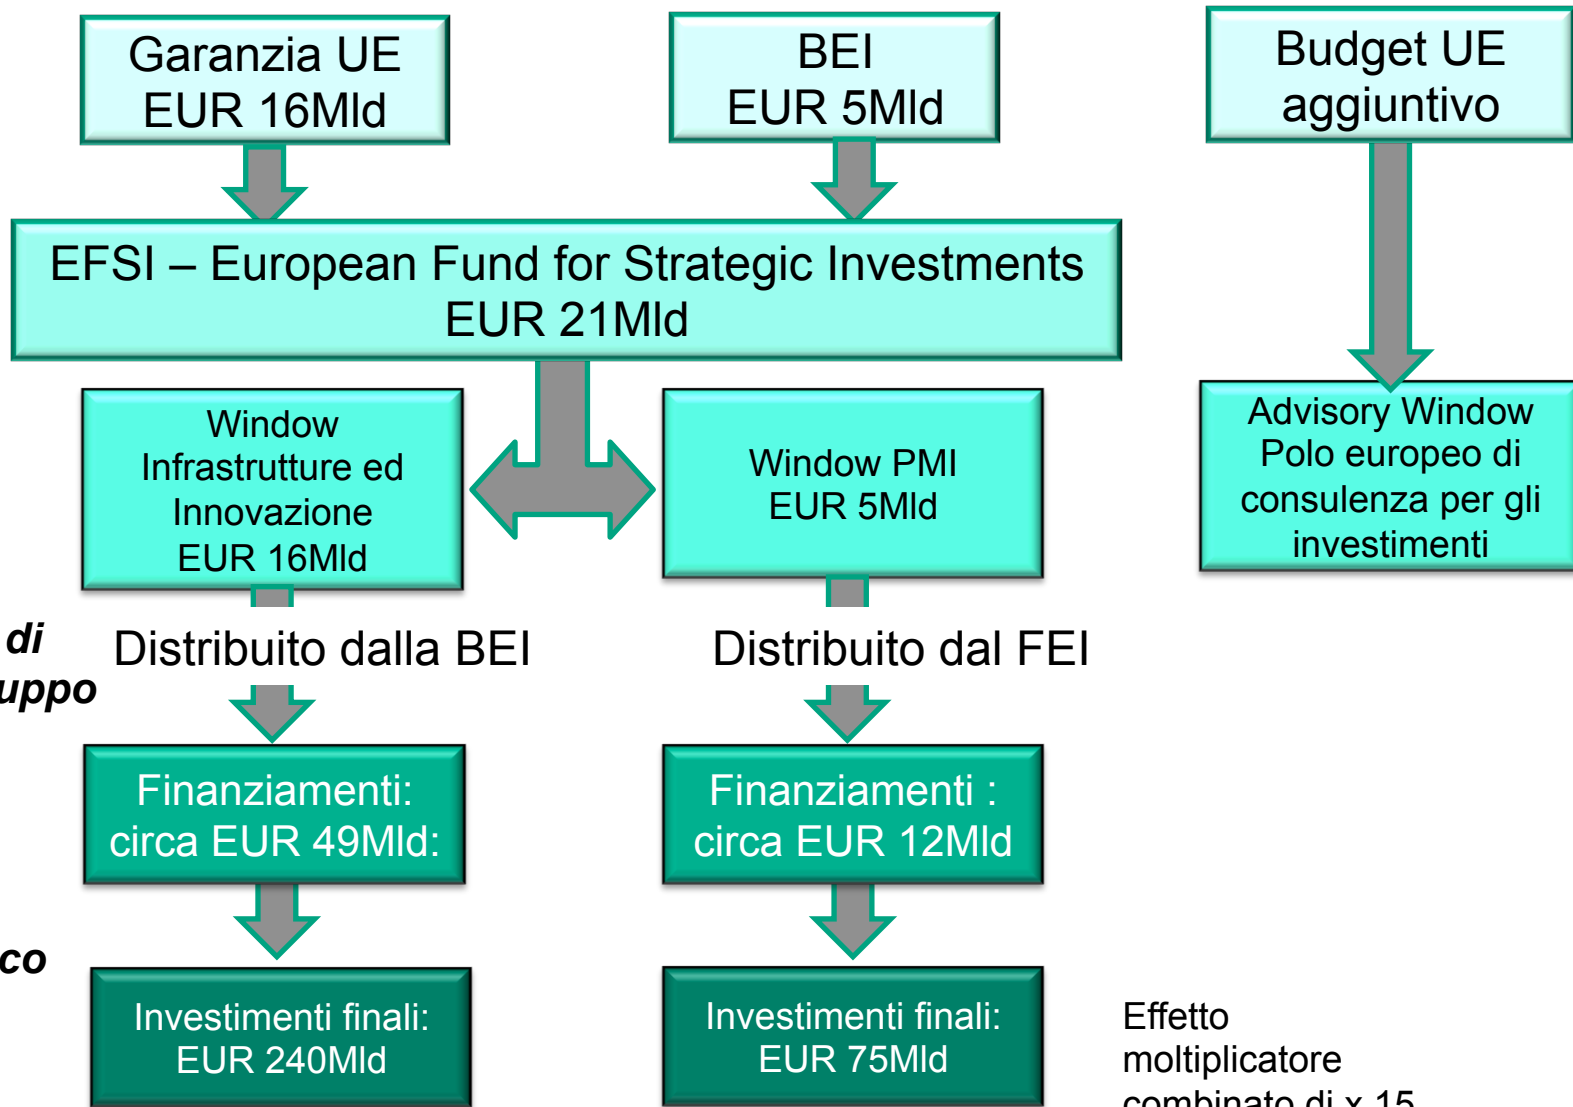 Garanzia UE
EUR 16Mld
BEI
EUR 5Mld
Budget UE
aggiuntivo
EFSI – European Fund for Strategic Investments
EUR 21Mld
Window
Infrastrutture ed
Innovazione
EUR 16Mld
Window PMI
EUR 5Mld
Advisory Window
Polo europeo di
consulenza per gli
investimenti
di
uppo
Distribuito dalla BEI
Distribuito dal FEI
Finanziamenti:
circa EUR 49Mld:
Finanziamenti :
circa EUR 12Mld
co
Investimenti finali:
EUR 240Mld
Investimenti finali:
EUR 75Mld
Effetto
moltiplicatore
combinato di x 15